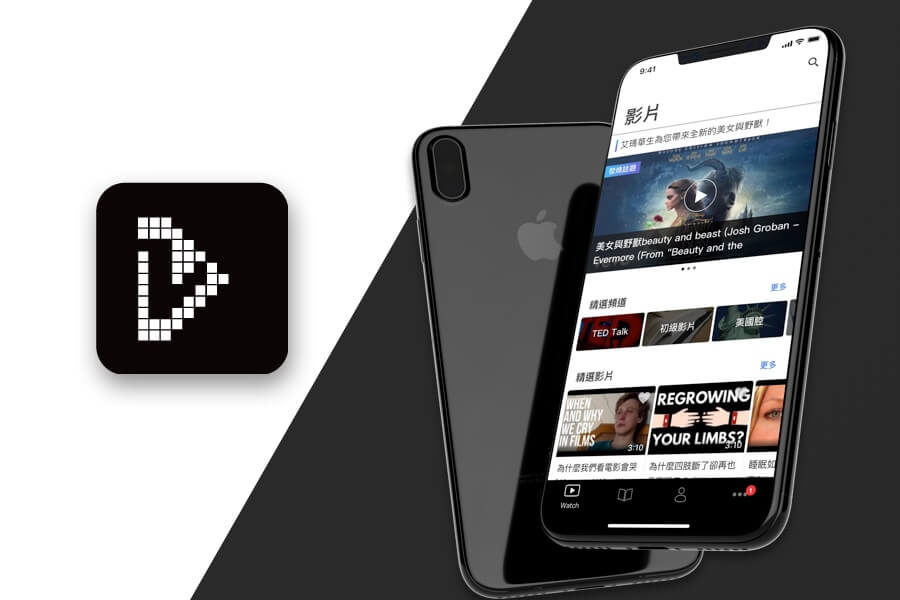 9:41
影片
艾瑪華生為您帶來全新的美女與野獸！
美女與野獸beauty and beast (Josh Groban -
Evermore (From "Beauty and the
更多
精選頻道
TED Talk
初級影片
美國腔
更多
精選影片
WHEN
AND WHY
WE CRY
IN FILMS
3:10
REGROWING
YOUR LIMBS?
3:10
為什麼我們看電影會哭
為什麼四肢斷了卻再也
睡眠如
Watch
1